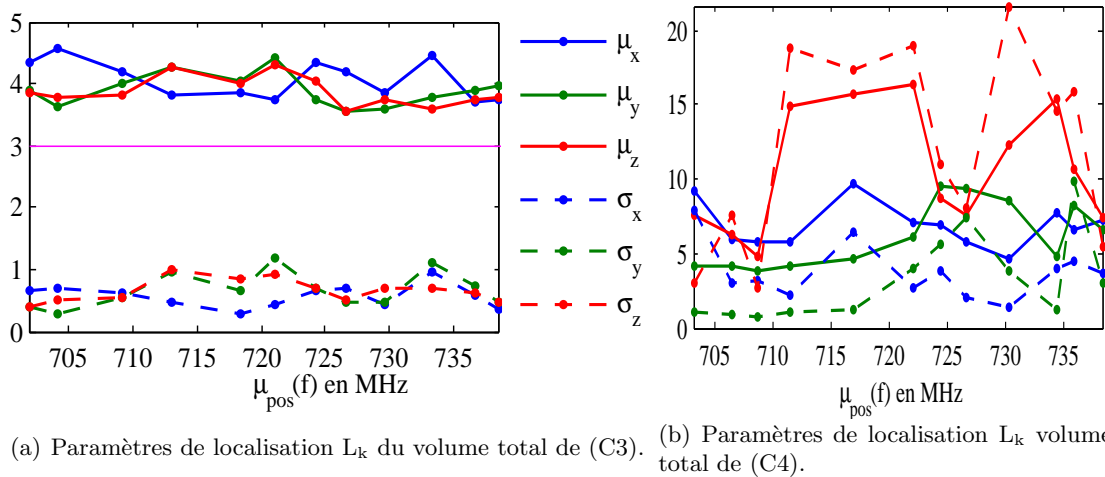 5
4
3
2
1
0
705
710
715
720
725
730
735
μpos(f) en MHz
μx
μy
μz
σx
σy
σz
20
15
10
5
0
705
710
715
720
725
730
735
μpos(f) en MHz
(a) Paramètres de localisation Lk du volume total de (C3).
(b) Paramètres de localisation Lk volume
total de (C4).